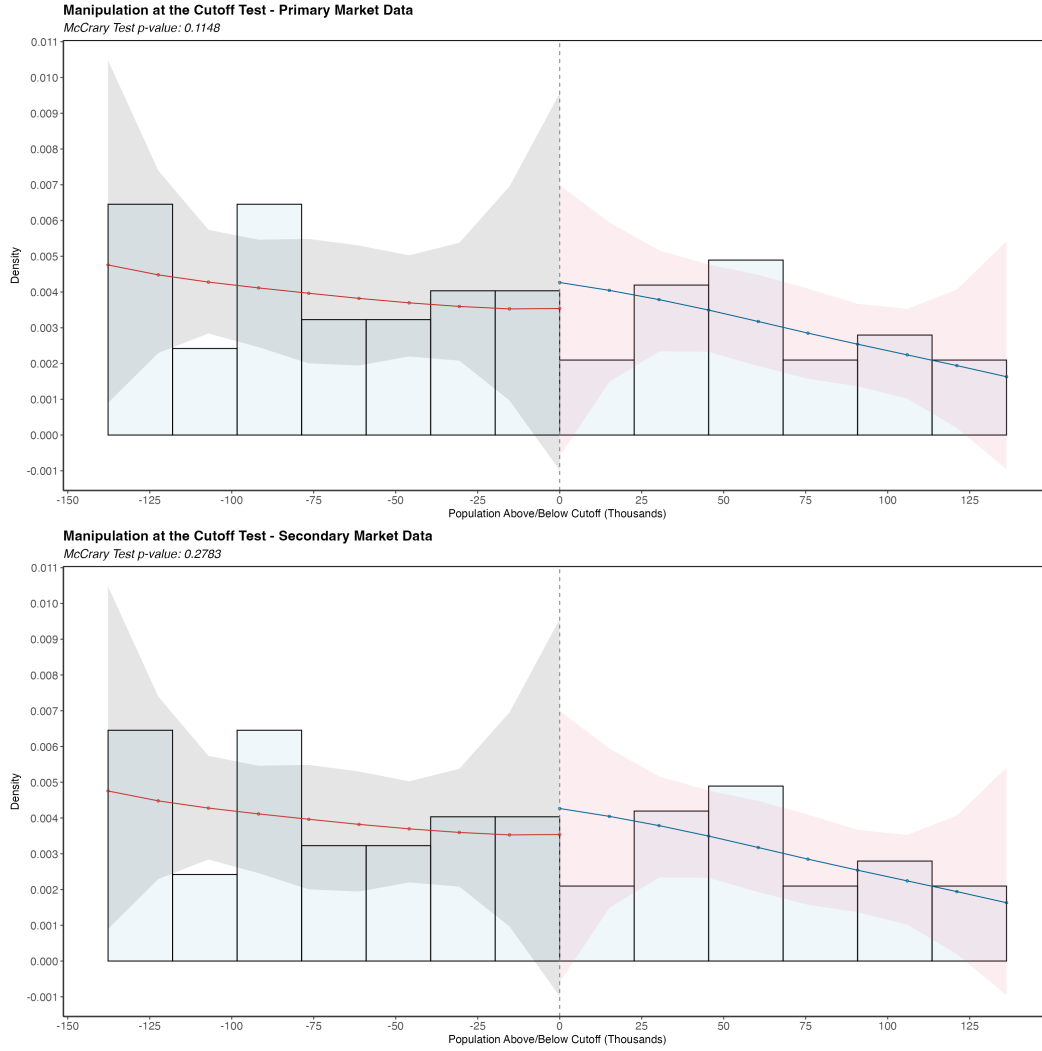 Manipulation at the Cutoff Test - Primary Market Data
McCrary Test p-value: 0.1148
0.011
0.010
0.009
0.008
0.007
0.006
0.005
0.004
0.003
0.002
0.001
0.000
-0.001
Density
-150 -125 -100 -75 -50 -25 0 25 50 75 100 125
Population Above/Below Cutoff (Thousands)
Manipulation at the Cutoff Test - Secondary Market Data
McCrary Test p-value: 0.2783
0.011
0.010
0.009
0.008
0.007
0.006
0.005
0.004
0.003
0.002
0.001
0.000
-0.001
Density
-150 -125 -100 -75 -50 -25 0 25 50 75 100 125
Population Above/Below Cutoff (Thousands)